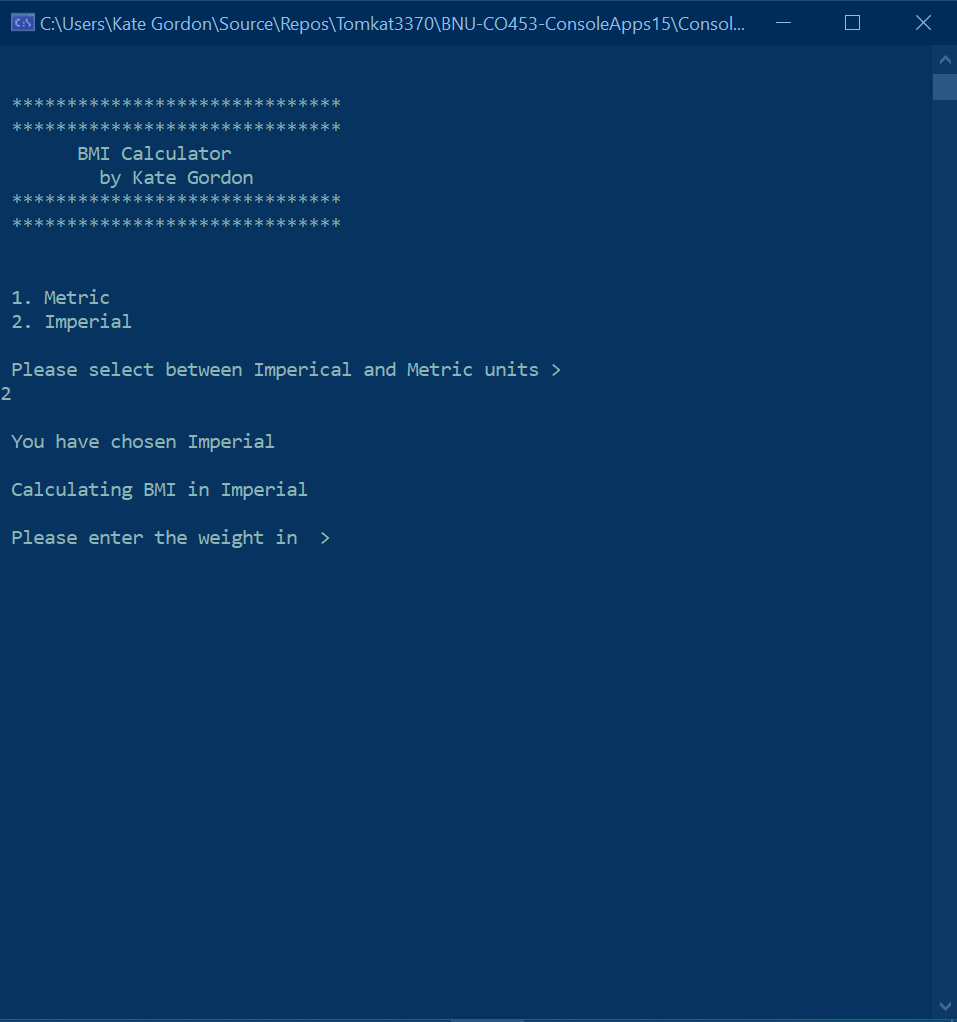 C:\Users\Kate Gordon\Source\Repos\Tomkat3370\BNU-CO453-ConsoleApps15\Consol...
******************************
******************************
BMI Calculator
by Kate Gordon
******************************
******************************
1. Metric
2. Imperial
Please select between Imperical and Metric units >
2
You have chosen Imperial
Calculating BMI in Imperial
Please enter the weight in  >